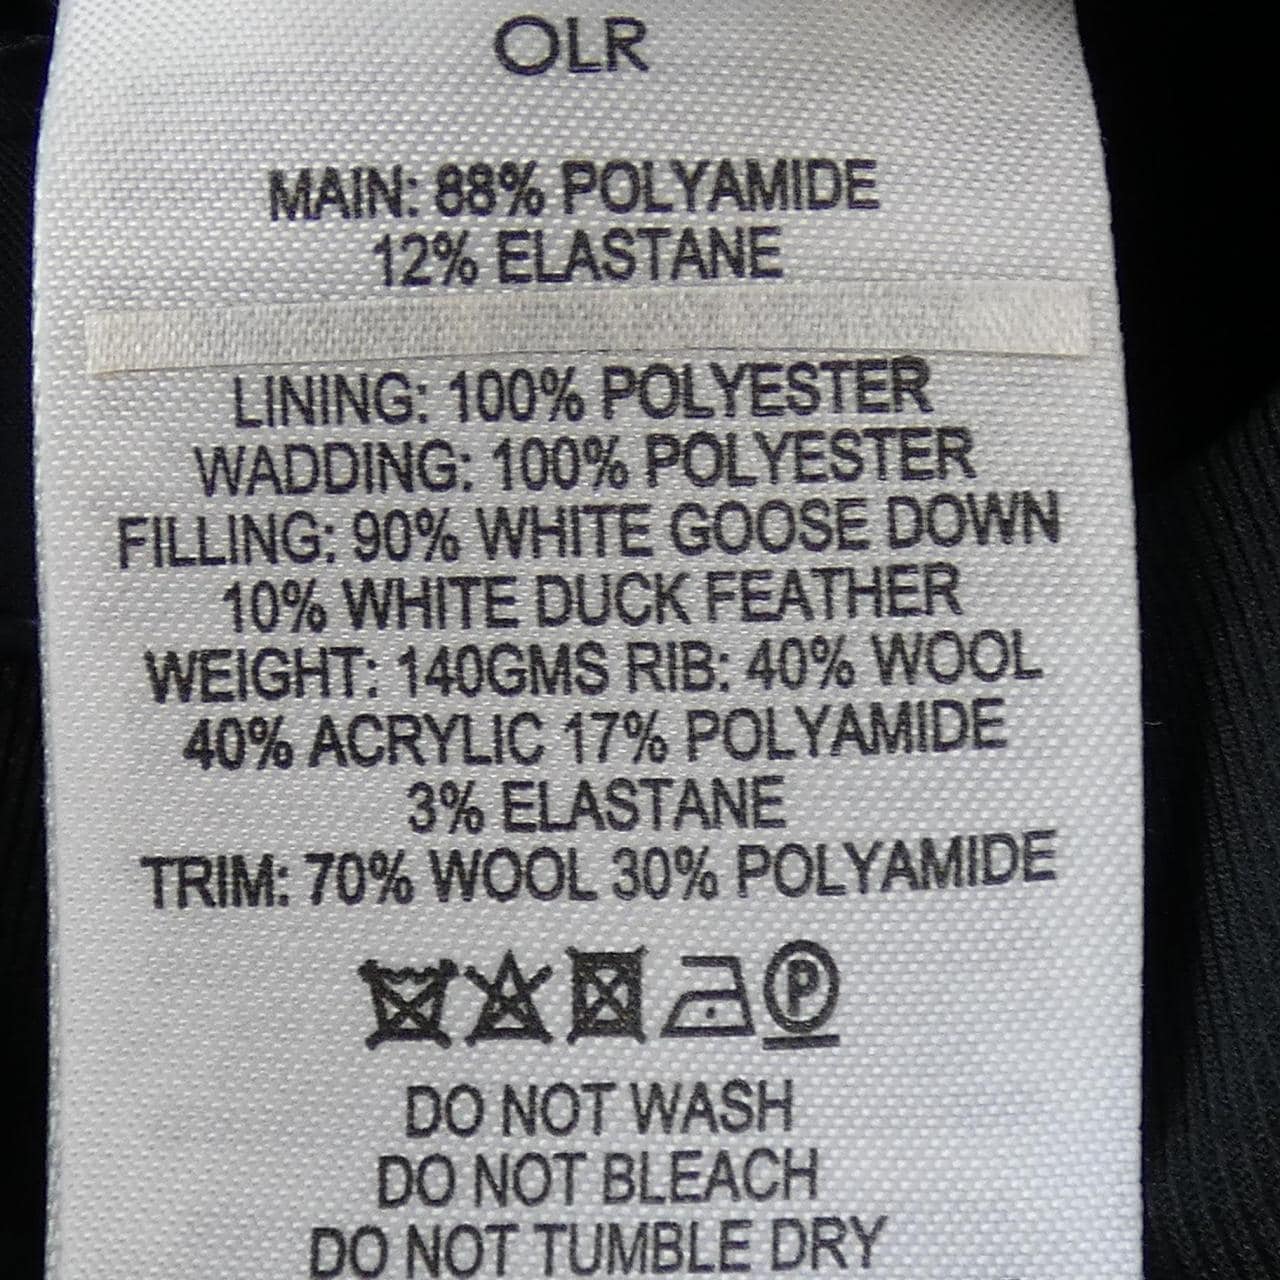 OLR
MAIN: 88% POLYAMIDE
12% ELASTANE
LINING: 100% POLYESTER
WADDING: 100% POLYESTER
FILLING: 90% WHITE GOOSE DOWN
10% WHITE DUCK FEATHER
WEIGHT: 140GMS RIB: 40% WOOL
40% ACRYLIC 17% POLYAMIDE
3% ELASTANE
TRIM: 70% WOOL 30% POLYAMIDE
P
DO NOT WASH
DO NOT BLEACH
DO NOT TUMBLE DRY